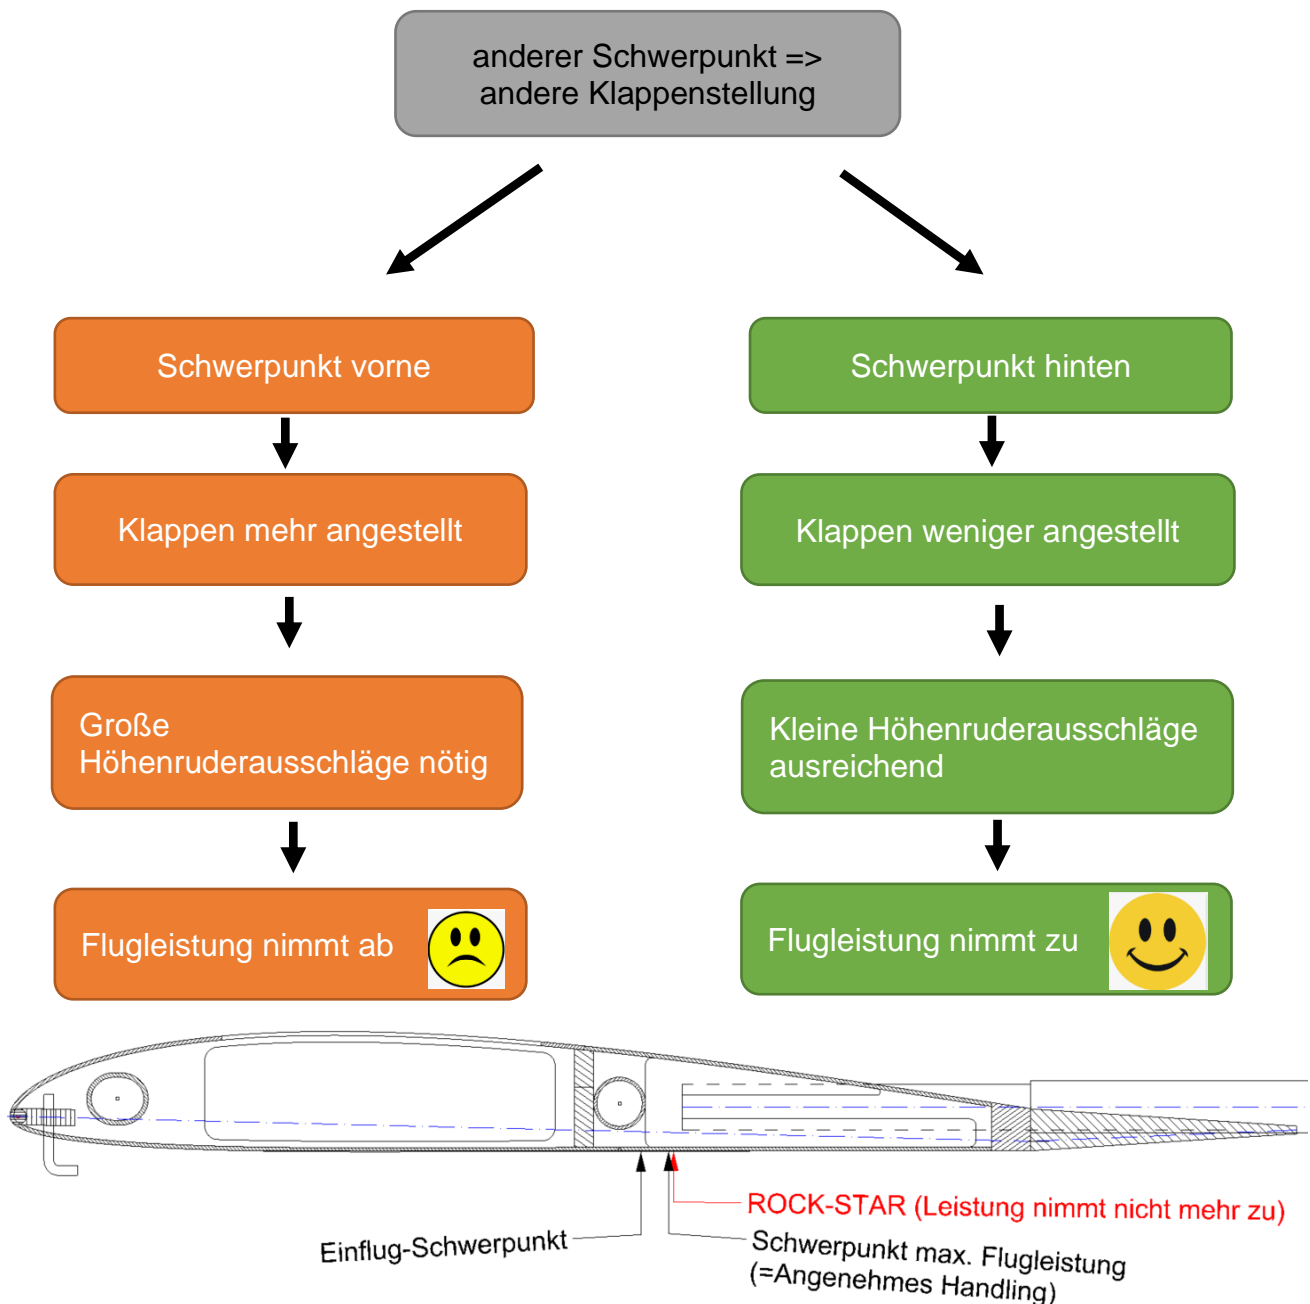 anderer Schwerpunkt =>
andere Klappenstellung
Schwerpunkt vorne
Schwerpunkt hinten
Klappen mehr angestellt
Klappen weniger angestellt
Große
Höhenruderausschläge nötig
Kleine Höhenruderausschläge
ausreichend
Flugleistung nimmt ab
Flugleistung nimmt zu
ROCK-STAR (Leistung nimmt nicht mehr zu)
Einflug-Schwerpunkt
Schwerpunkt max. Flugleistung
(=Angenehmes Handling)